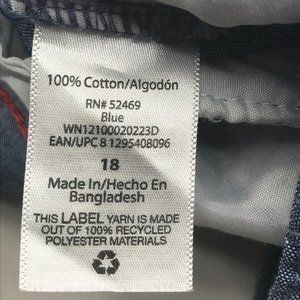 100% Cotton/Algodón
RN# 52469
Blue
WN12100020223D
EAN/UPC 8 1295408096
18
Made In/Hecho En
Bangladesh
THIS LABEL YARN IS MADE
OUT OF 100% RECYCLED
POLYESTER MATERIALS